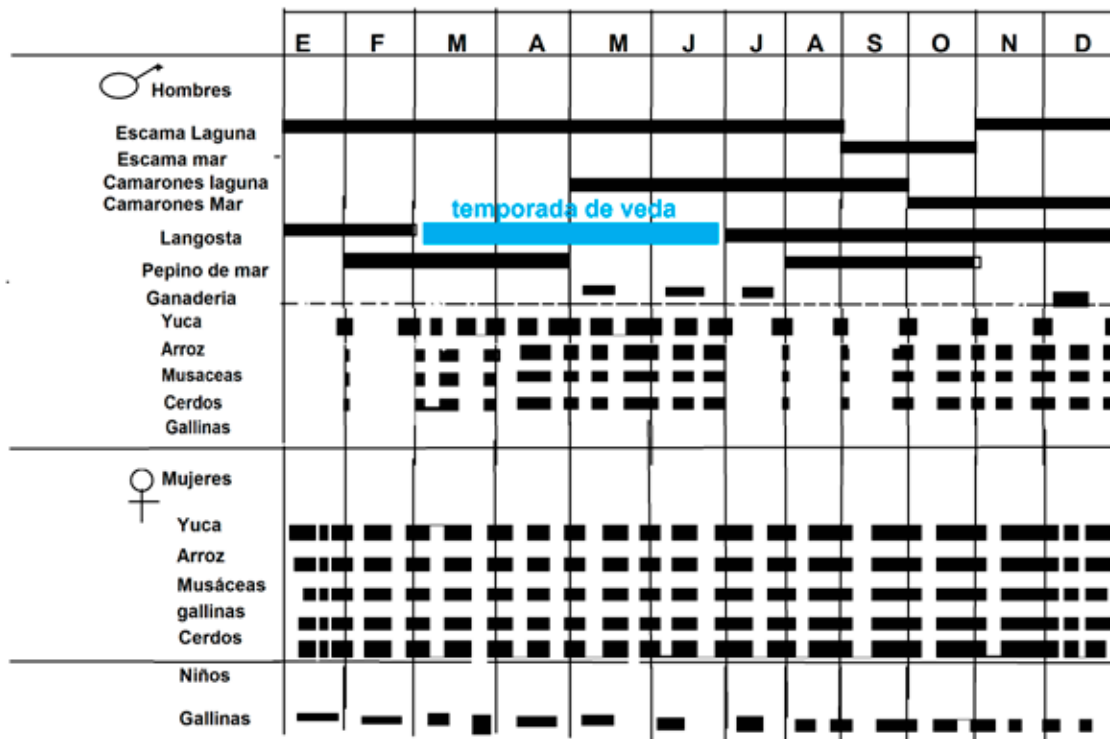 E F M A M J J A S O N D
Hombres
Escama Laguna
Escama mar
Camarones laguna
Camarones Mar
temporada de veda
Langosta
Pepino de mar
Ganaderia
Yuca
Arroz
Musaceas
Cerdos
Gallinas
Mujeres
Yuca
Arroz
Musáceas
gallinas
Cerdos
Niños
Gallinas